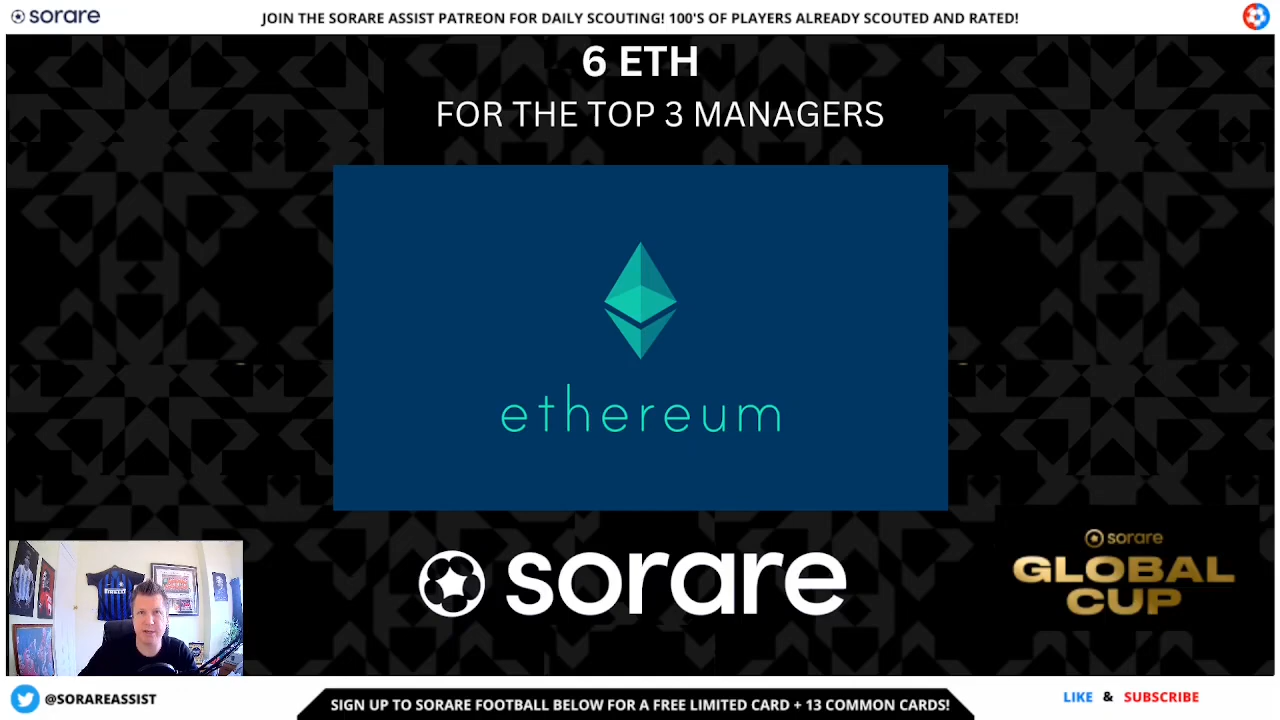 sorare
JOIN THE SORARE ASSIST PATREON FOR DAILY SCOUTING! 100'S OF PLAYERS ALREADY SCOUTED AND RATED!
6 ETH
FOR THE TOP 3 MANAGERS
ethereum
PIRELLI
sorare
sorare
GLOBAL
CUP
@SORAREASSIST
SIGN UP TO SORARE FOOTBALL BELOW FOR A FREE LIMITED CARD + 13 COMMON CARDS!
LIKE & SUBSCRIBE